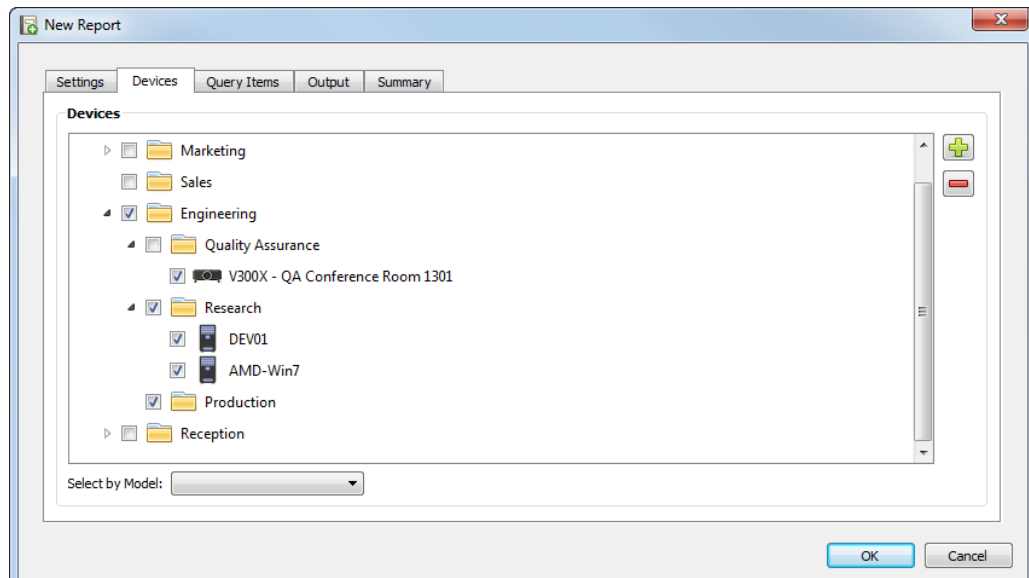 New Report
Settings Devices Query Items Output Summary
Devices
Marketing
Sales
Engineering
Quality Assurance
V300X - QA Conference Room 1301
Research
DEV01
AMD-Win7
Production
Reception
Select by Model:
OK Cancel